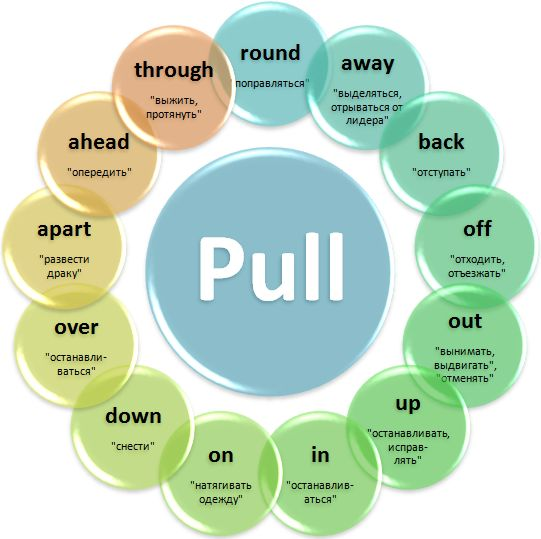 Pull
round
"поправляться"
away
"выделяться,
отрываться от
лидера"
back
"отступать"
off
"отходить,
отъезжать"
out
"вынимать,
выдвигать",
"отменять"
up
"останавливать,
исправ-
лять"
in
"останавлив-
аться"
on
"натягивать
одежду"
down
"снести"
over
"останавли-
ваться"
apart
"развести
драку"
ahead
"опередить"
through
"выжить,
протянуть"